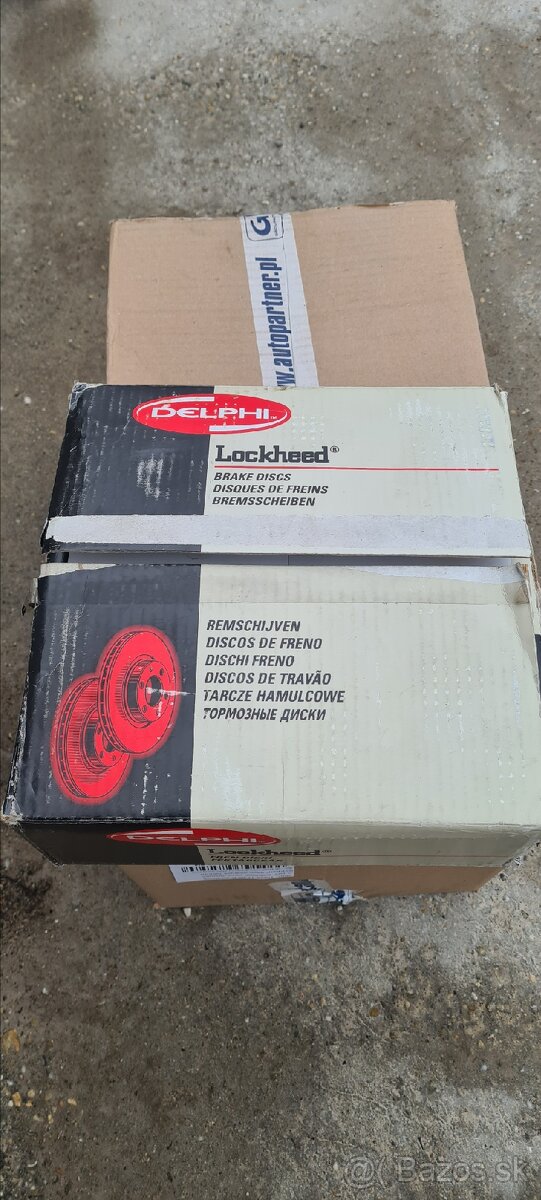 www.autopartner.pl
DELPHI
Lockheed®
BRAKE DISCS
DISQUES DE FREINS
BREMSSCHEIBEN
REMSCHIJVEN
DISCOS DE FRENO
DISCHI FRENO
DISCOS DE TRAVÃO
TARCZE HAMULCOWE
ТОРМОЗНЫЕ ДИСКИ
DELPHI
Lockheed®
Bazos.sk